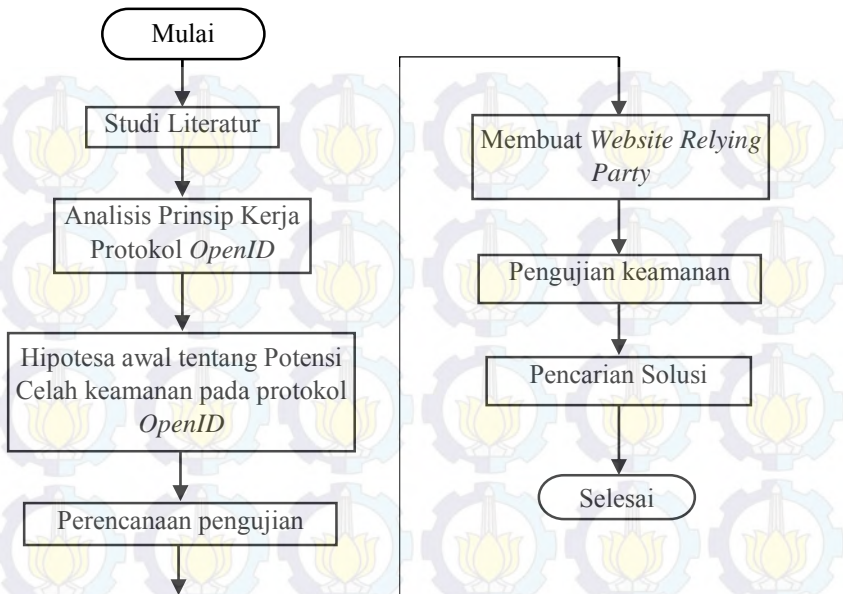 Mulai
Studi Literatur
Analisis Prinsip Kerja
Protokol OpenID
Hipotesa awal tentang Potensi
Celah keamanan pada protokol
OpenID
Perencanaan pengujian
Membuat Website Relying
Party
Pengujian keamanan
Pencarian Solusi
Selesai